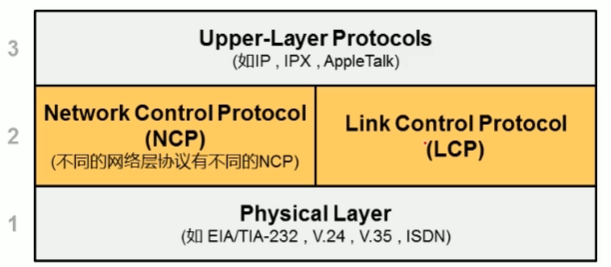 3
Upper-Layer Protocols
(如IP , IPX , AppleTalk)
2
Network Control Protocol
(NCP)
(不同的网络层协议有不同的NCP)
Link Control Protocol
(LCP)
1
Physical Layer
(如 EIA/TIA-232 , V.24 , V.35 , ISDN)